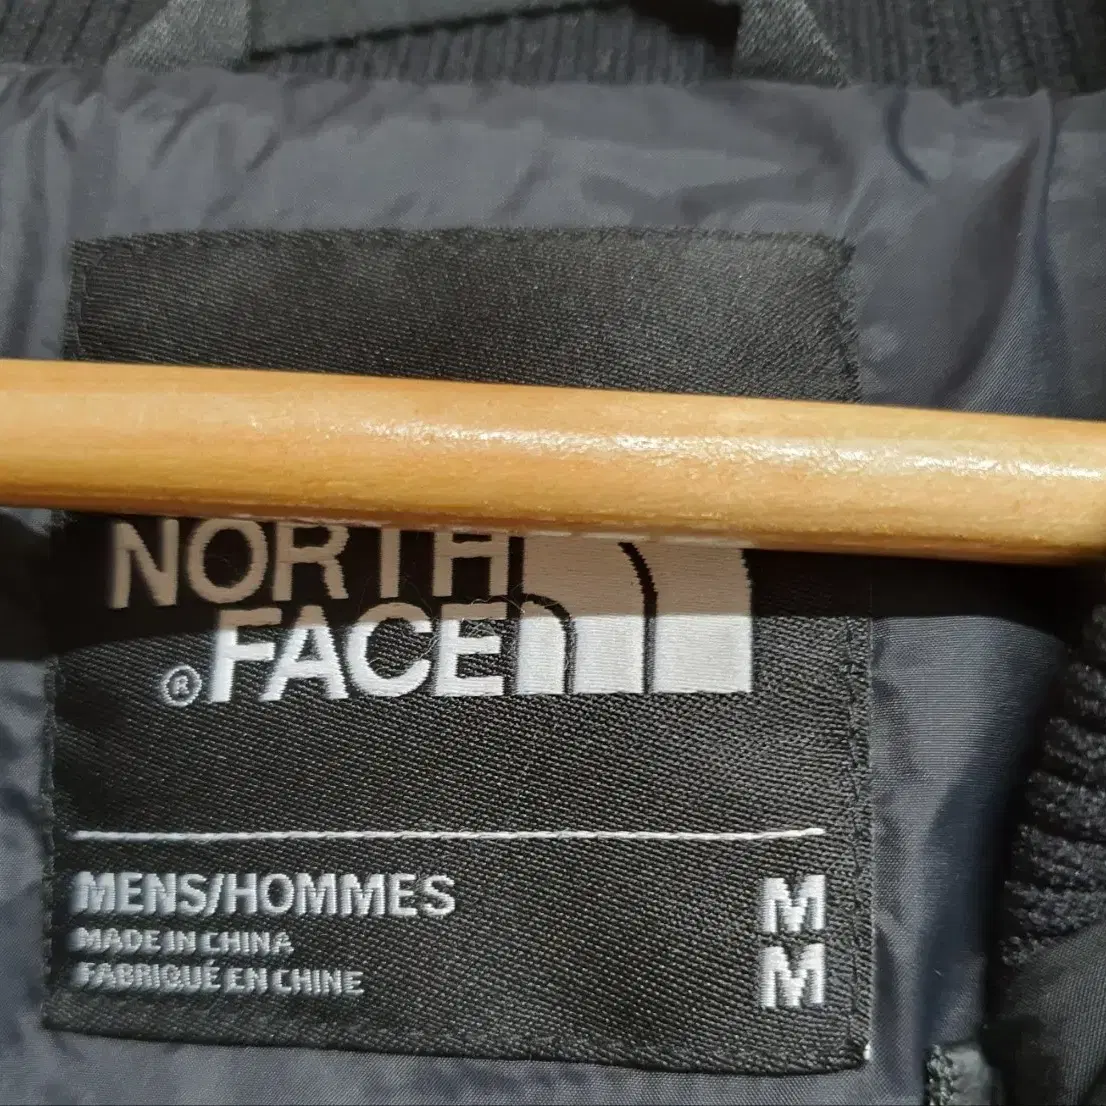 NORTH
® FACE
MENS/HOMMES M
MADE IN CHINA
FABRIQUÉ EN CHINE M